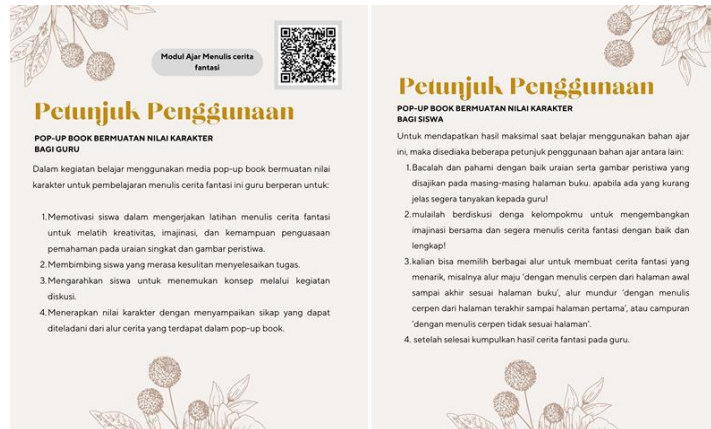 Modul Ajar Menulis cerita
fantasi
Petunjuk Penggunaan
POP-UP BOOK BERMUATAN NILAI KARAKTER
BAGI GURU
Dalam kegiatan belajar menggunakan media pop-up book bermuatan nilai
karakter untuk pembelajaran menulis cerita fantasi ini guru berperan untuk:
1. Memotivasi siswa dalam mengerjakan latihan menulis cerita fantasi
untuk melatih kreativitas, imajinasi, dan kemampuan penguasaan
pemahaman pada uraian singkat dan gambar peristiwa.
2. Membimbing siswa yang merasa kesulitan menyelesaikan tugas.
3. Mengarahkan siswa untuk menemukan konsep melalui kegiatan
diskusi.
4. Menerapkan nilai karakter dengan menyampaikan sikap yang dapat
diteladani dari alur cerita yang terdapat dalam pop-up book.
Petunjuk Penggunaan
POP-UP BOOK BERMUATAN NILAI KARAKTER
BAGI SISWA
Untuk mendapatkan hasil maksimal saat belajar menggunakan bahan ajar
ini, maka disediaka beberapa petunjuk penggunaan bahan ajar antara lain:
1. Bacalah dan pahami dengan baik uraian serta gambar peristiwa yang
disajikan pada masing-masing halaman buku. apabila ada yang kurang
jelas segera tanyakan kepada guru!
2. mulailah berdiskusi denga kelompokmu untuk mengembangkan
imajinasi bersama dan segera menulis cerita fantasi dengan baik dan
lengkap!
3. kalian bisa memilih berbagai alur untuk membuat cerita fantasi yang
menarik, misalnya alur maju 'dengan menulis cerpen dari halaman awal
sampai akhir sesuai halaman buku', alur mundur 'dengan menulis
cerpen dari halaman terakhir sampai halaman pertama', atau campuran
'dengan menulis cerpen tidak sesuai halaman'.
4. setelah selesai kumpulkan hasil cerita fantasi pada guru.